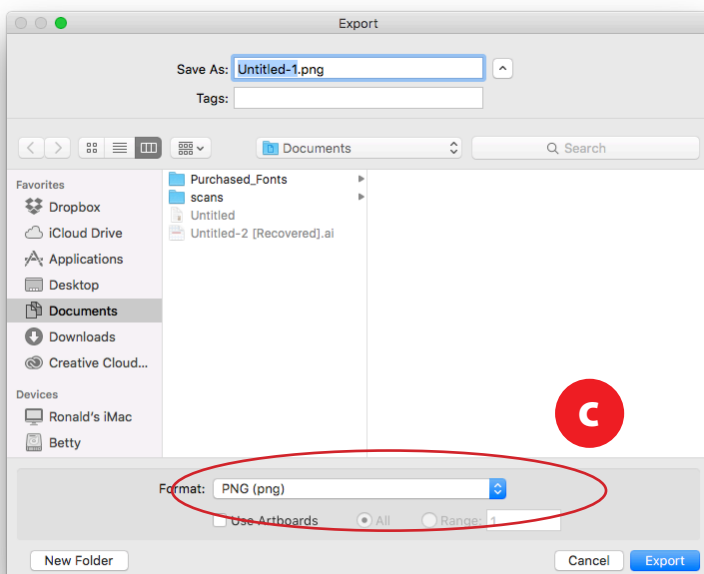 Export
Save As: Untitled-1.png
Tags:
Documents
Search
Favorites
Dropbox
iCloud Drive
Applications
Desktop
Documents
Downloads
Creative Cloud...
Devices
Ronald's iMac
Betty
Purchased_Fonts
scans
Untitled
Untitled-2 [Recovered].ai
C
Format: PNG (png)
Use Artboards All Range: 1
New Folder Cancel Export